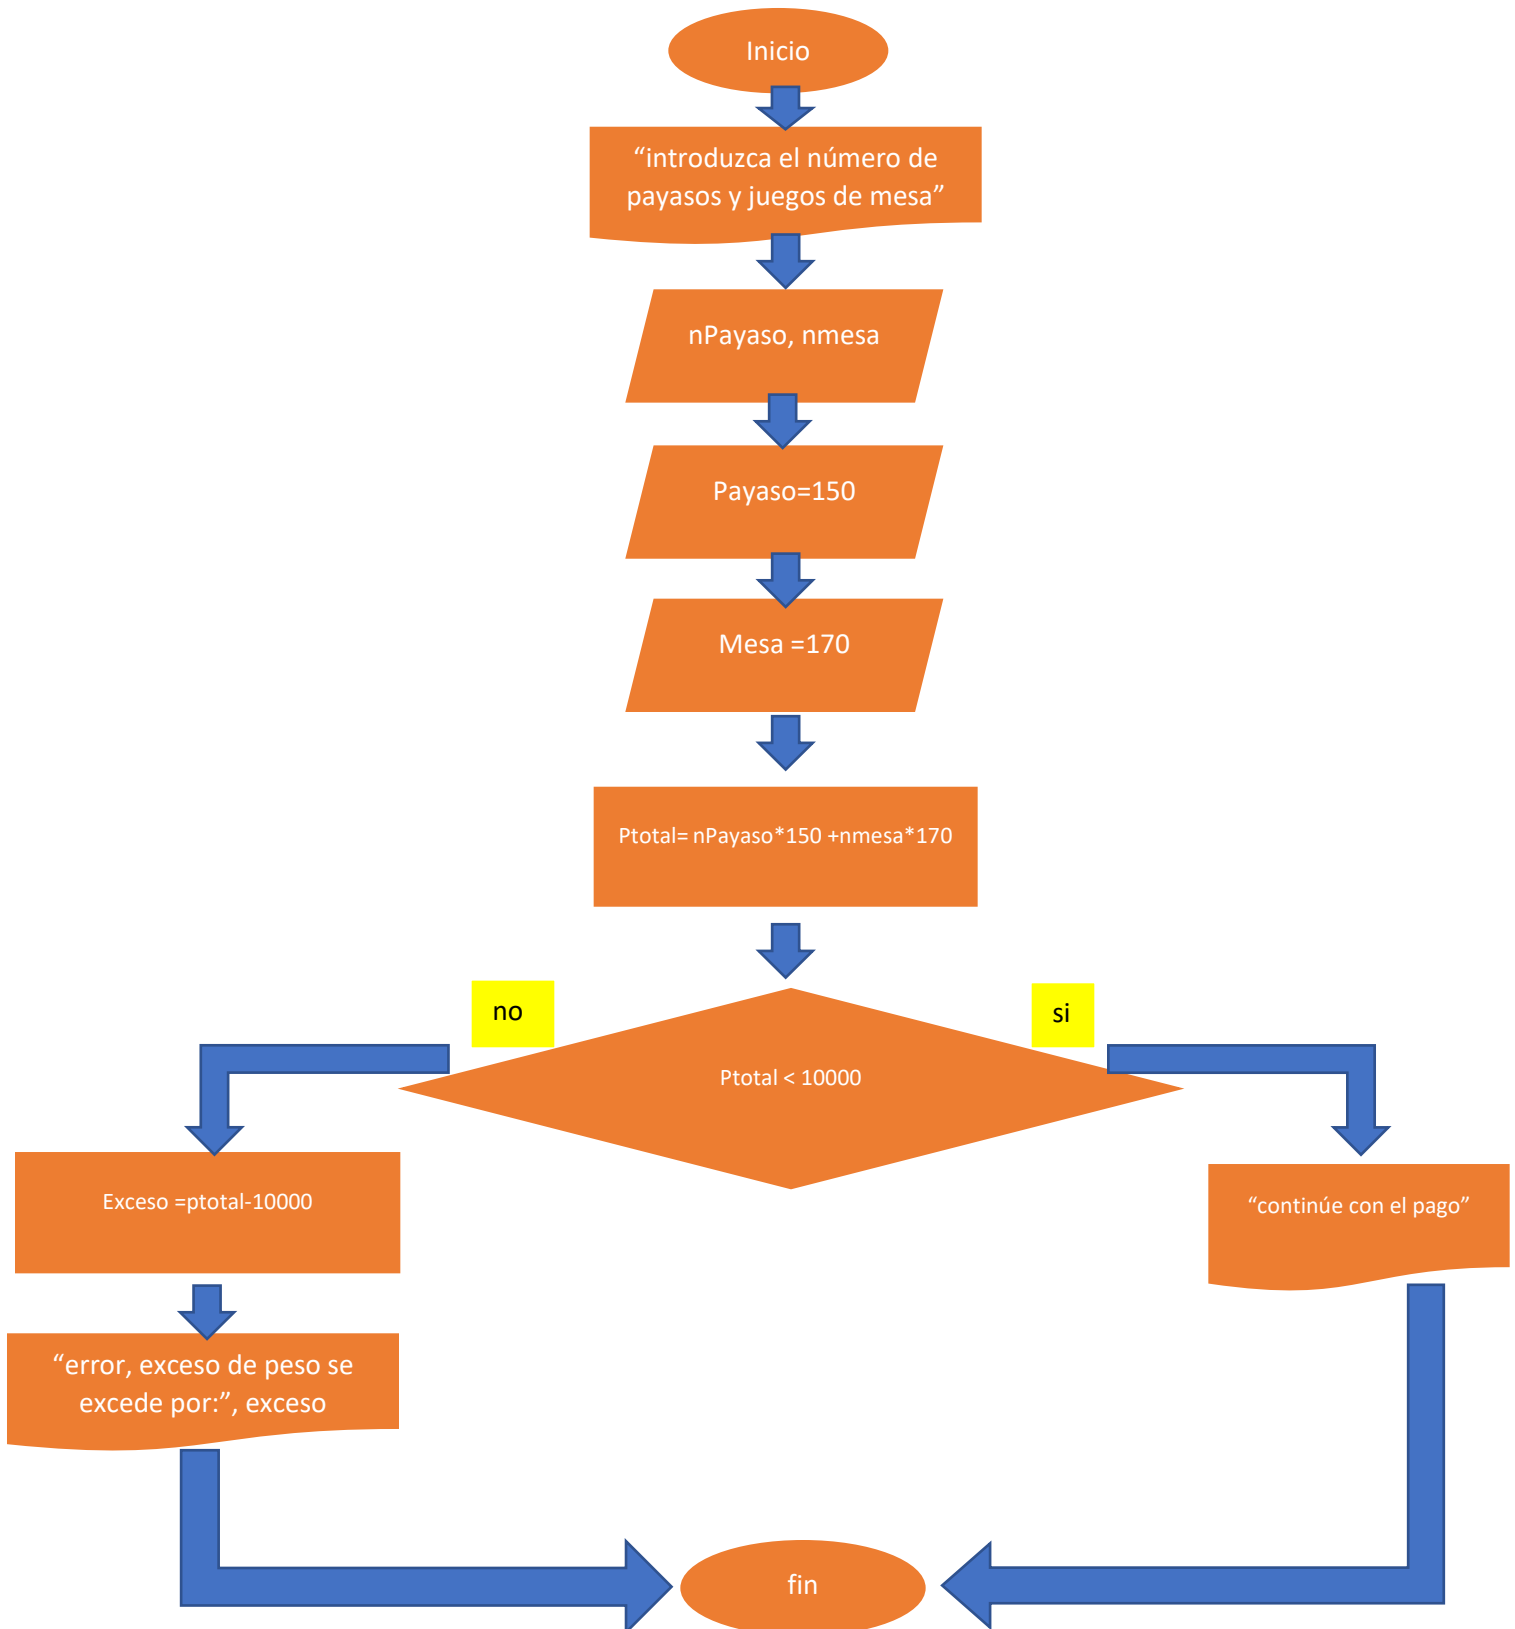 Inicio
“introduzca el número de
payasos y juegos de mesa”
nPayaso, nmesa
Payaso=150
Mesa =170
Ptotal= nPayaso*150 +nmesa*170
no
si
Ptotal < 10000
Exceso =ptotal-10000
“continúe con el pago”
“error, exceso de peso se
excede por:”, exceso
fin